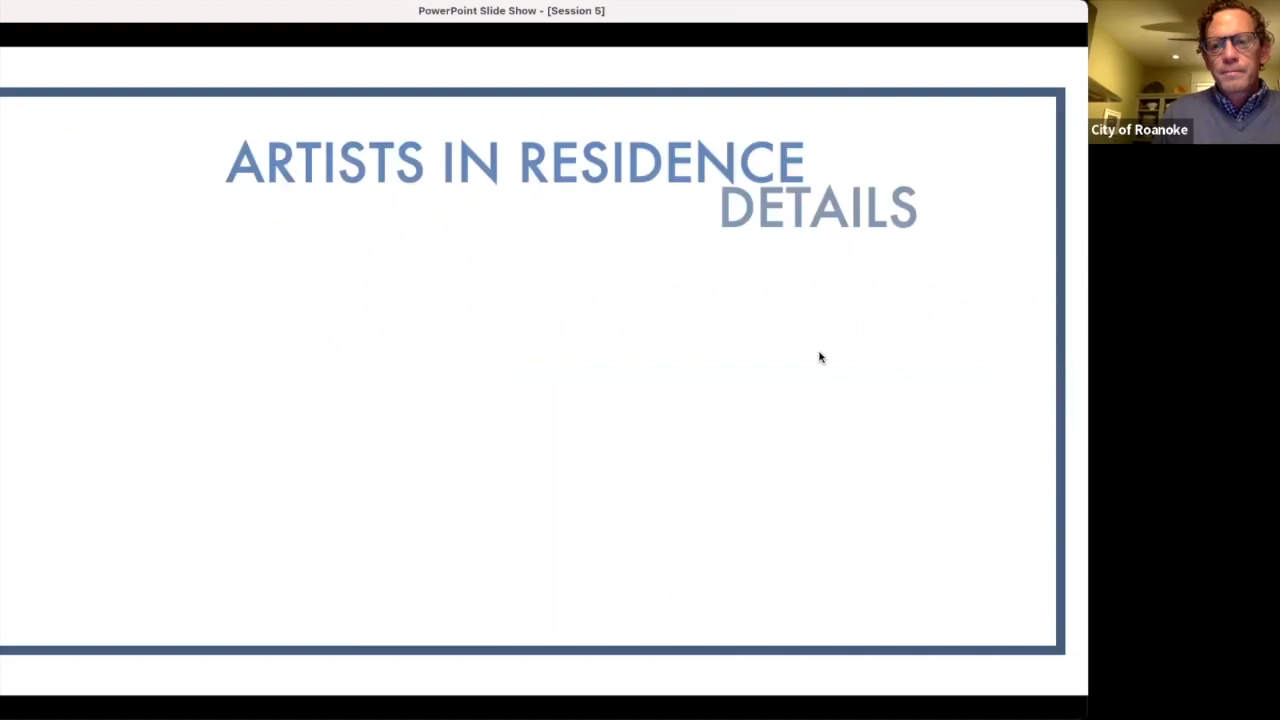 PowerPoint Slide Show - [Session 5]
ARTISTS IN RESIDENCE
DETAILS
City of Roanoke